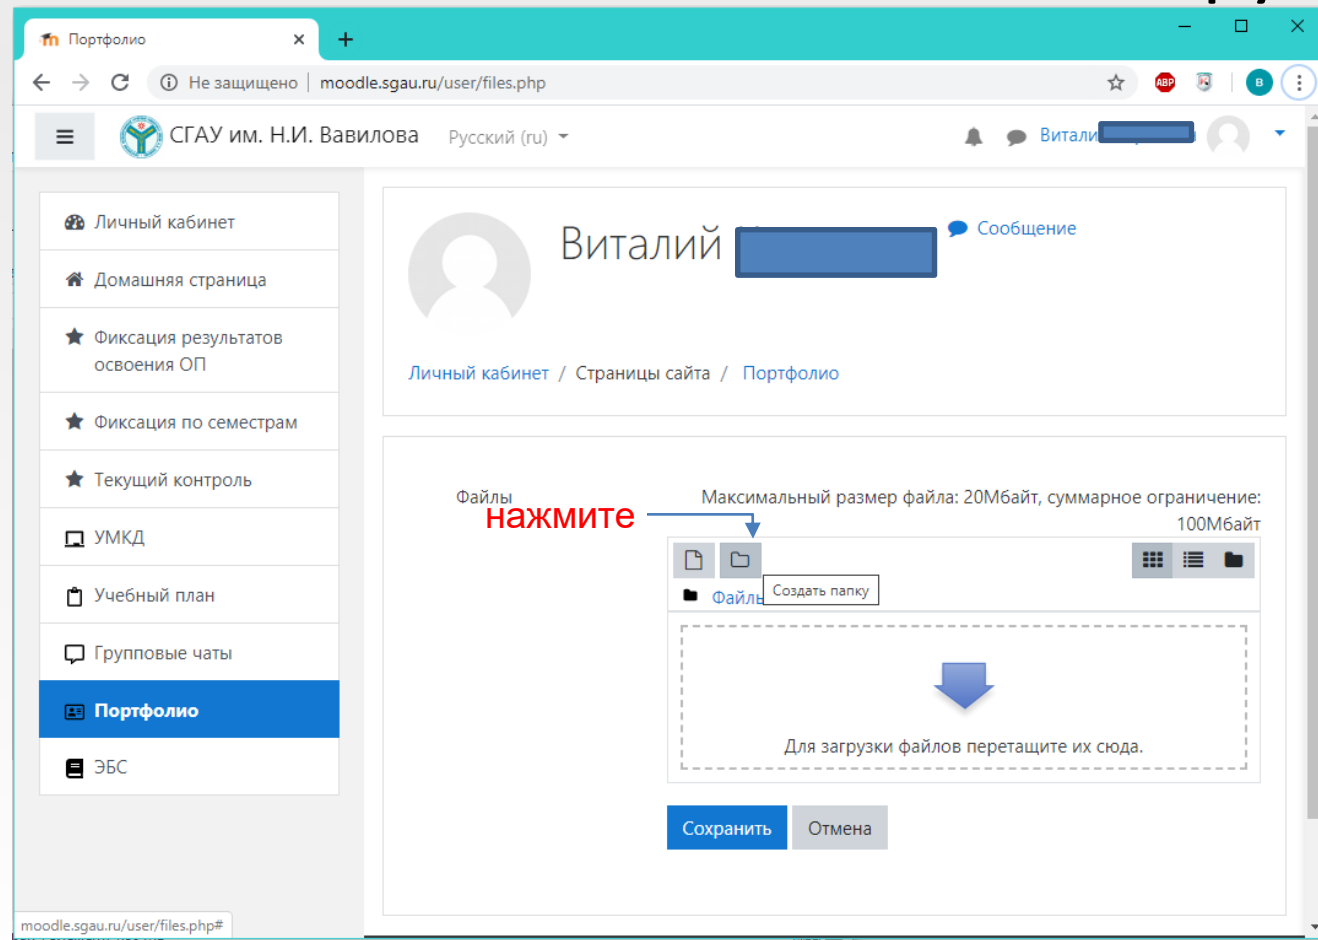 Портфолио
Не защищено | moodle.sgau.ru/user/files.php
ABP
В
СГАУ им. Н.И. Вавилова
Русский (ru)
Витали
Личный кабинет
Домашняя страница
Фиксация результатов
освоения ОП
Фиксация по семестрам
Текущий контроль
УМКД
Учебный план
Групповые чаты
Портфолио
ЭБС
Виталий
Сообщение
Личный кабинет / Страницы сайта / Портфолио
Файлы
Максимальный размер файла: 20Мбайт, суммарное ограничение:
100Мбайт
нажмите
Создать папку
Файлы
Для загрузки файлов перетащите их сюда.
Сохранить
Отмена
moodle.sgau.ru/user/files.php#